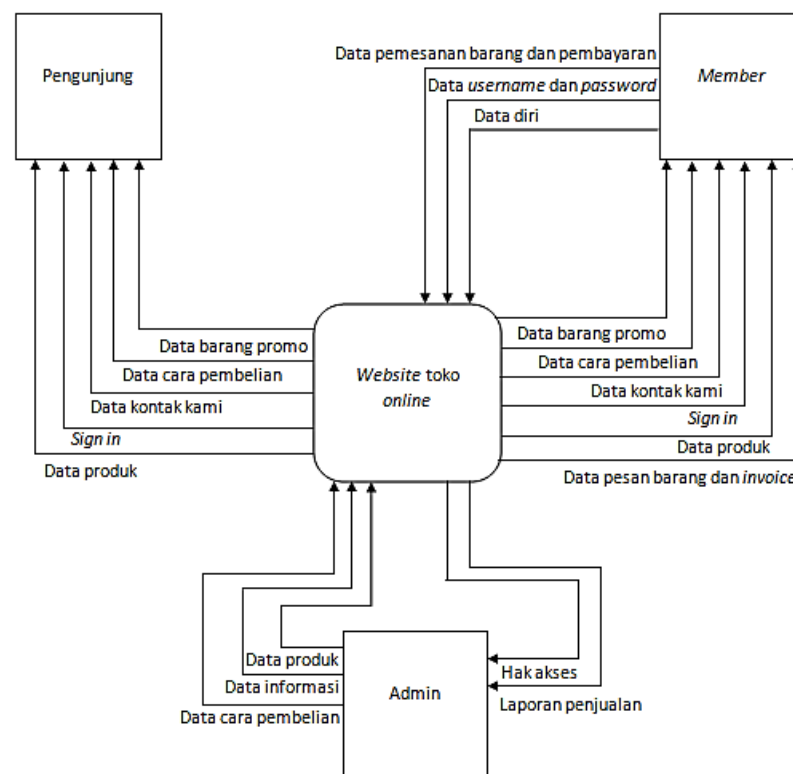 Pengunjung
Data pemesanan barang dan pembayaran
Data username dan password
Data diri
Member
Data barang promo
Data cara pembelian
Data kontak kami
Sign in
Data produk
Website toko
online
Data barang promo
Data cara pembelian
Data kontak kami
Sign in
Data produk
Data pesan barang dan invoice
Data produk
Data informasi
Data cara pembelian
Admin
Hak akses
Laporan penjualan